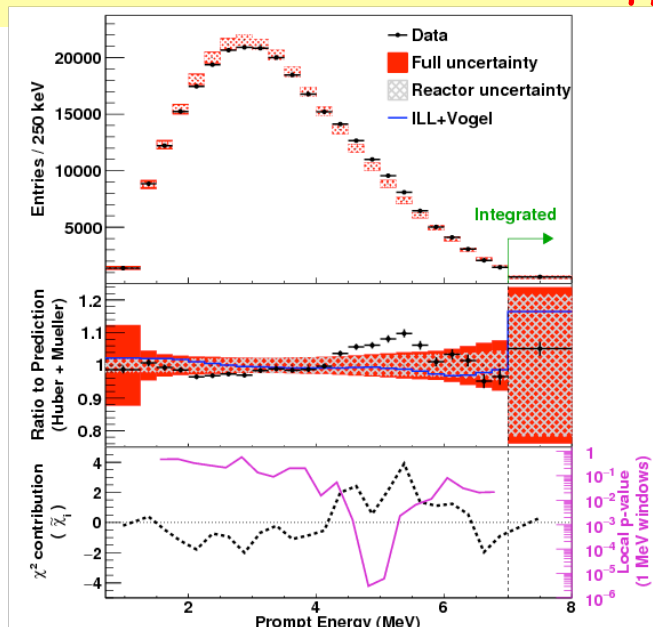 Data
Full uncertainty
Reactor uncertainty
ILL+Vogel
Integrated
Entries / 250 keV
20000
15000
10000
5000
Ratio to Prediction
(Huber + Mueller)
1.2
1.1
1
0.9
0.8
χ² contribution
( χ̃ᵢ )
4
2
0
−2
−4
1
10⁻¹
10⁻²
10⁻³
10⁻⁴
10⁻⁵
10⁻⁶
Local p-value
(1 MeV windows)
2
4
6
8
Prompt Energy (MeV)